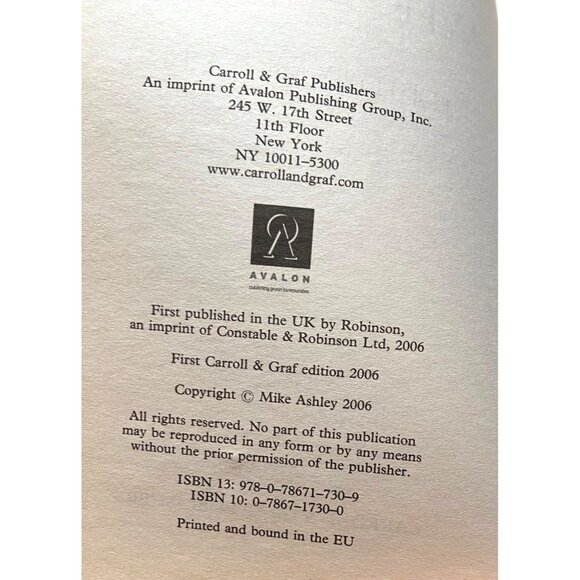 Carroll & Graf Publishers
An imprint of Avalon Publishing Group, Inc.
245 W. 17th Street
11th Floor
New York
NY 10011–5300
www.carrollandgraf.com
AVALON
publishing group incorporated
First published in the UK by Robinson,
an imprint of Constable & Robinson Ltd, 2006
First Carroll & Graf edition 2006
Copyright © Mike Ashley 2006
All rights reserved. No part of this publication
may be reproduced in any form or by any means
without the prior permission of the publisher.
ISBN 13: 978–0–78671–730–9
ISBN 10: 0–7867–1730–0
Printed and bound in the EU